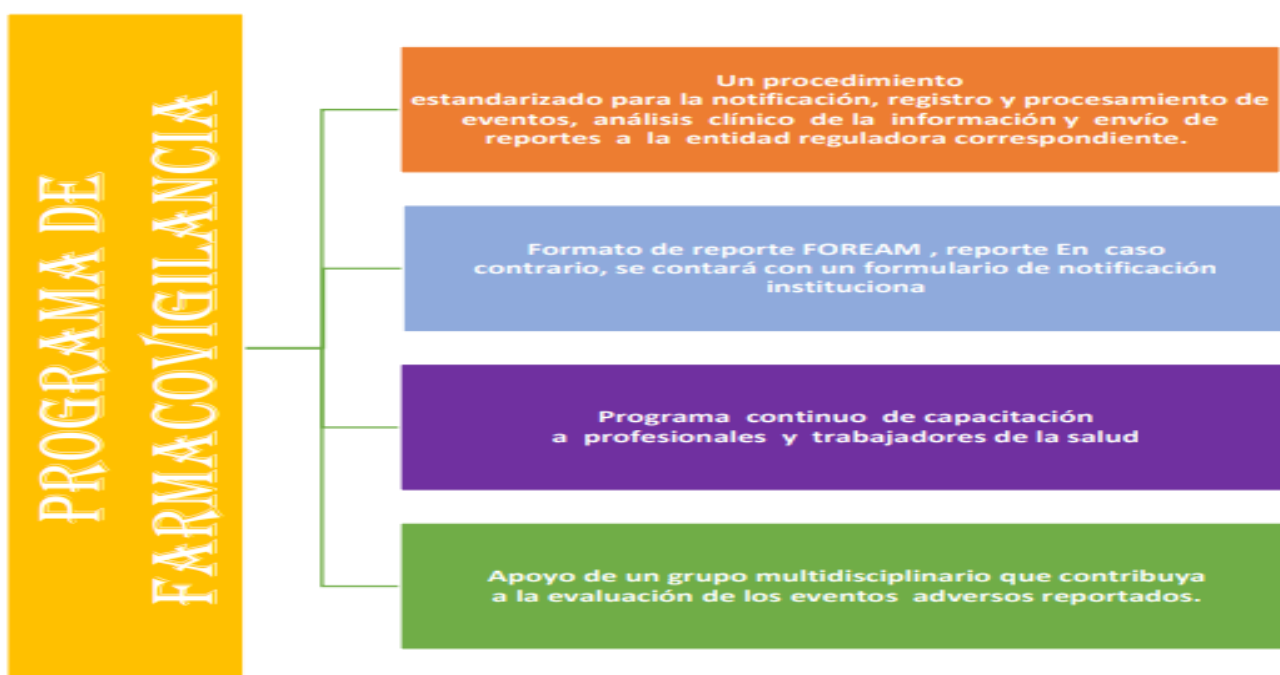 PROGRAMA DE
FARMACOVIGILANCIA
Un procedimiento
estandarizado para la notificación, registro y procesamiento de
eventos, análisis clínico de la información y envío de
reportes a la entidad reguladora correspondiente.
Formato de reporte FOREAM , reporte En caso
contrario, se contará con un formulario de notificación
instituciona
Programa continuo de capacitación
a profesionales y trabajadores de la salud
Apoyo de un grupo multidisciplinario que contribuya
a la evaluación de los eventos adversos reportados.